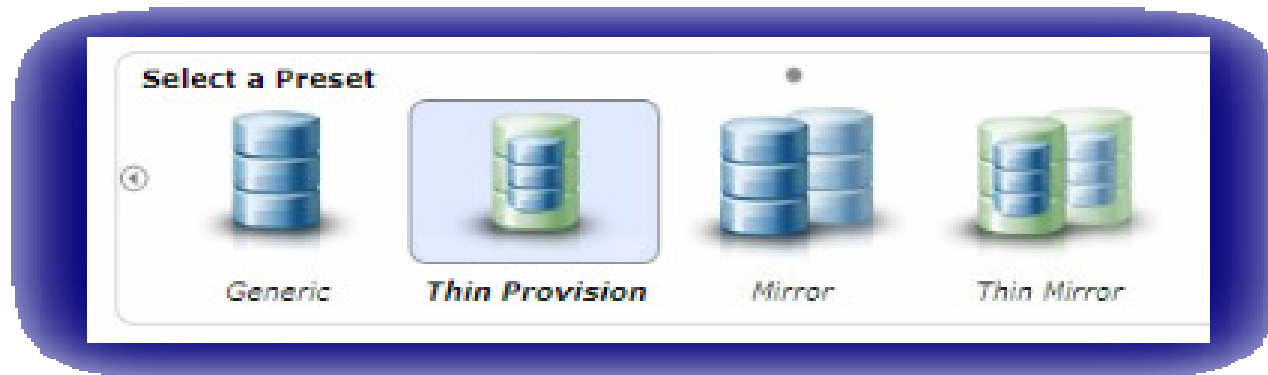 Select a Preset
Generic
Thin Provision
Mirror
Thin Mirror